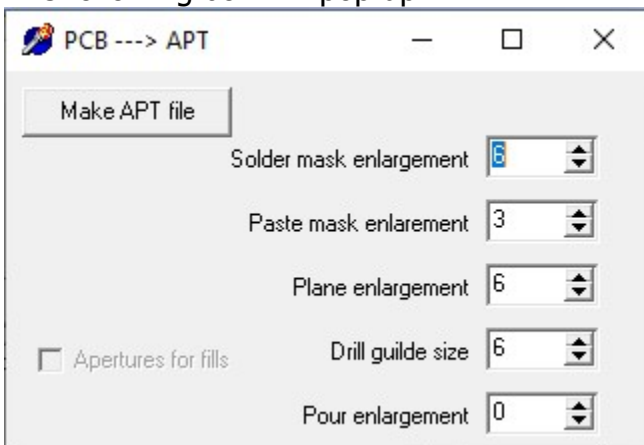 PCB ---> APT
Make APT file
Solder mask enlargement 6
Paste mask enlarement 3
Plane enlargement 6
Apertures for fills
Drill guilde size 6
Pour enlargement 0